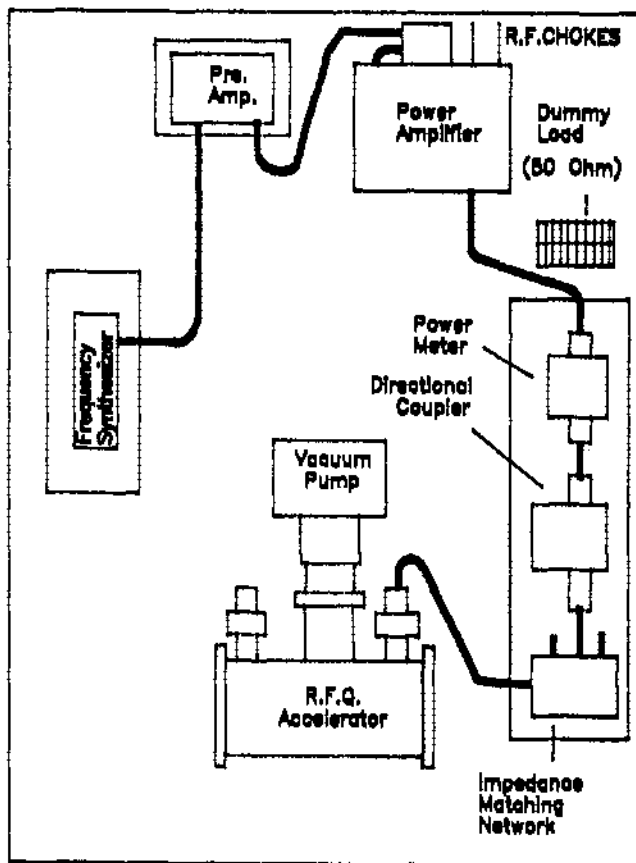 R.F.CHOKES
Pre.
Amp.
Power
Amplifier
Dummy
Load
(50 Ohm)
Frequency
Synthesizer
Power
Meter
Directional
Coupler
Vacuum
Pump
R.F.Q.
Accelerator
Impedance
Matching
Network